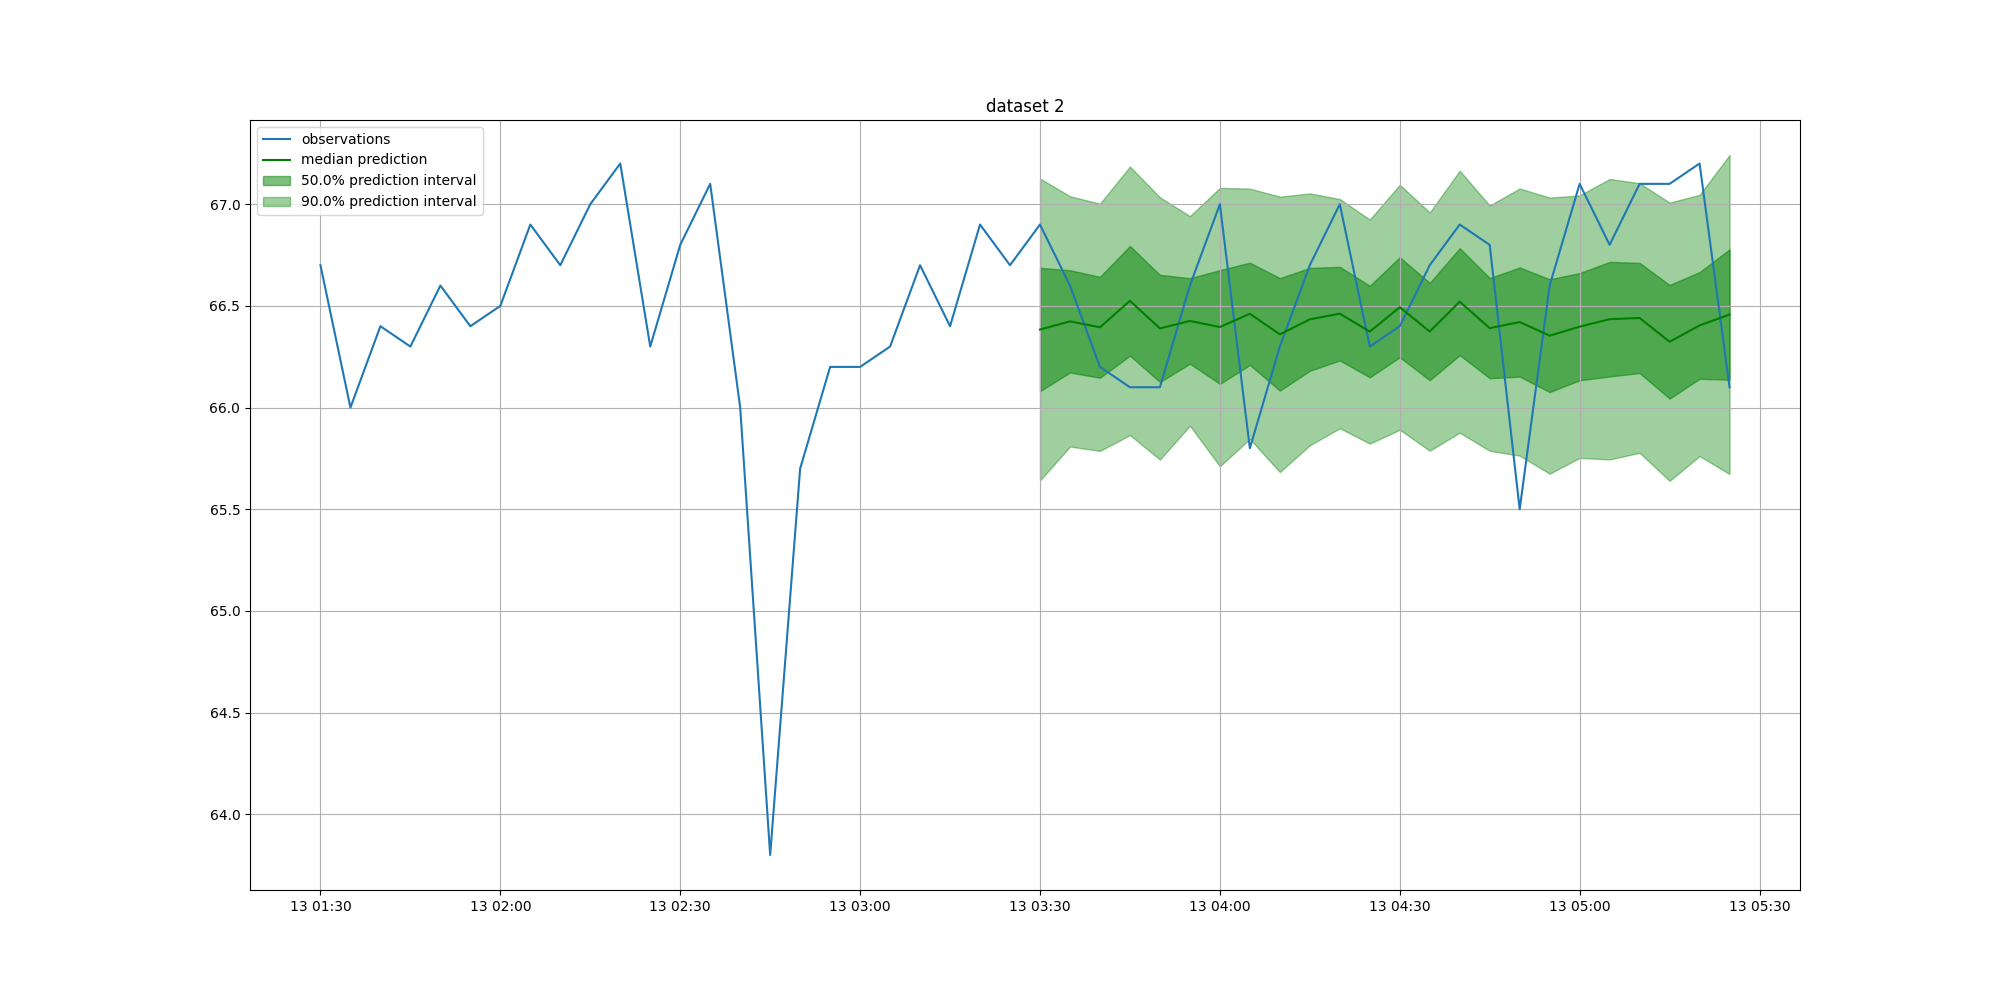 dataset 2
observations
median prediction
50.0% prediction interval
90.0% prediction interval
67.0
66.5
66.0
65.5
65.0
64.5
64.0
13 01:30 13 02:00 13 02:30 13 03:00 13 03:30 13 04:00 13 04:30 13 05:00 13 05:30